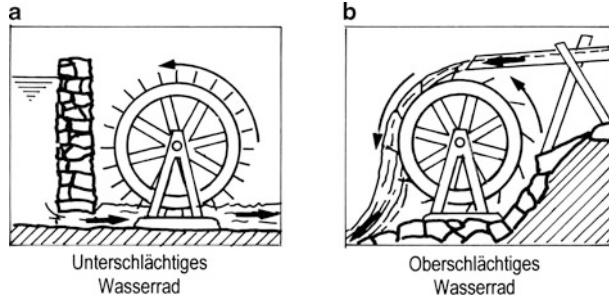 a
b
Unterschlächtiges
Wasserrad
Oberschlächtiges
Wasserrad